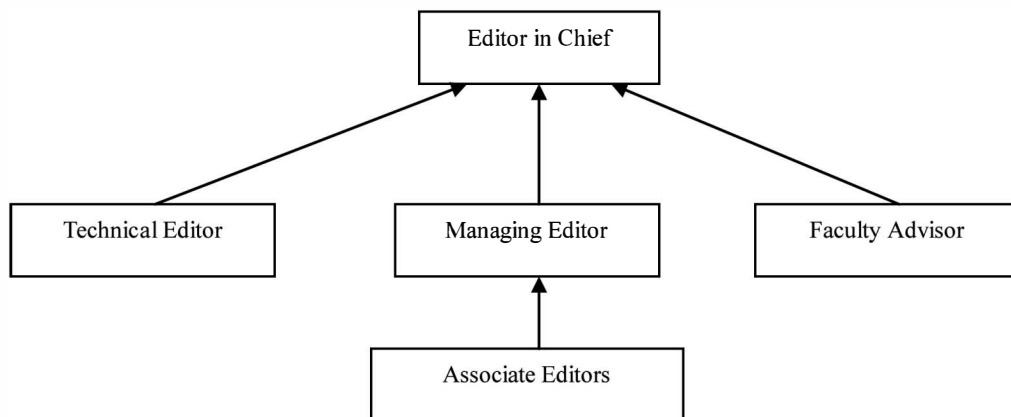 Editor in Chief
Technical Editor
Managing Editor
Faculty Advisor
Associate Editors